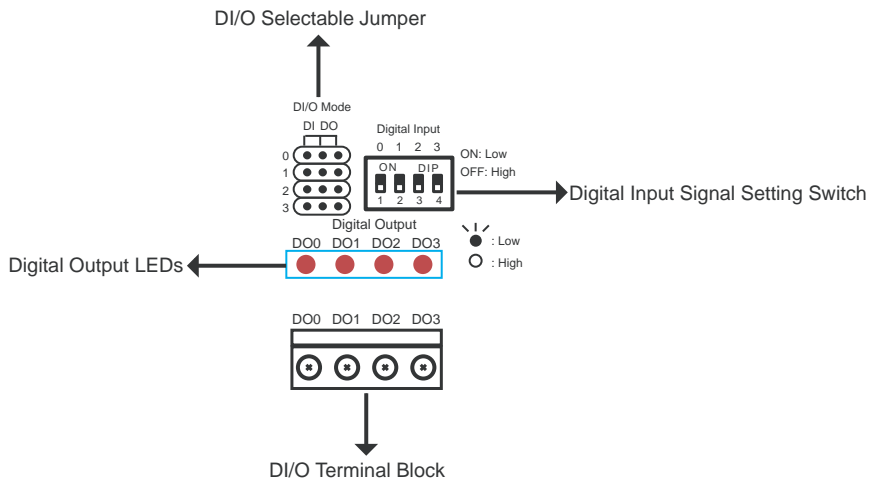 DI/O Selectable Jumper
DI/O Mode
DI DO
0
1
2
3
Digital Input
0 1 2 3
ON DIP
1 2 3 4
ON: Low
OFF: High
Digital Input Signal Setting Switch
Digital Output
DO0 DO1 DO2 DO3
: Low
: High
Digital Output LEDs
DO0 DO1 DO2 DO3
DI/O Terminal Block